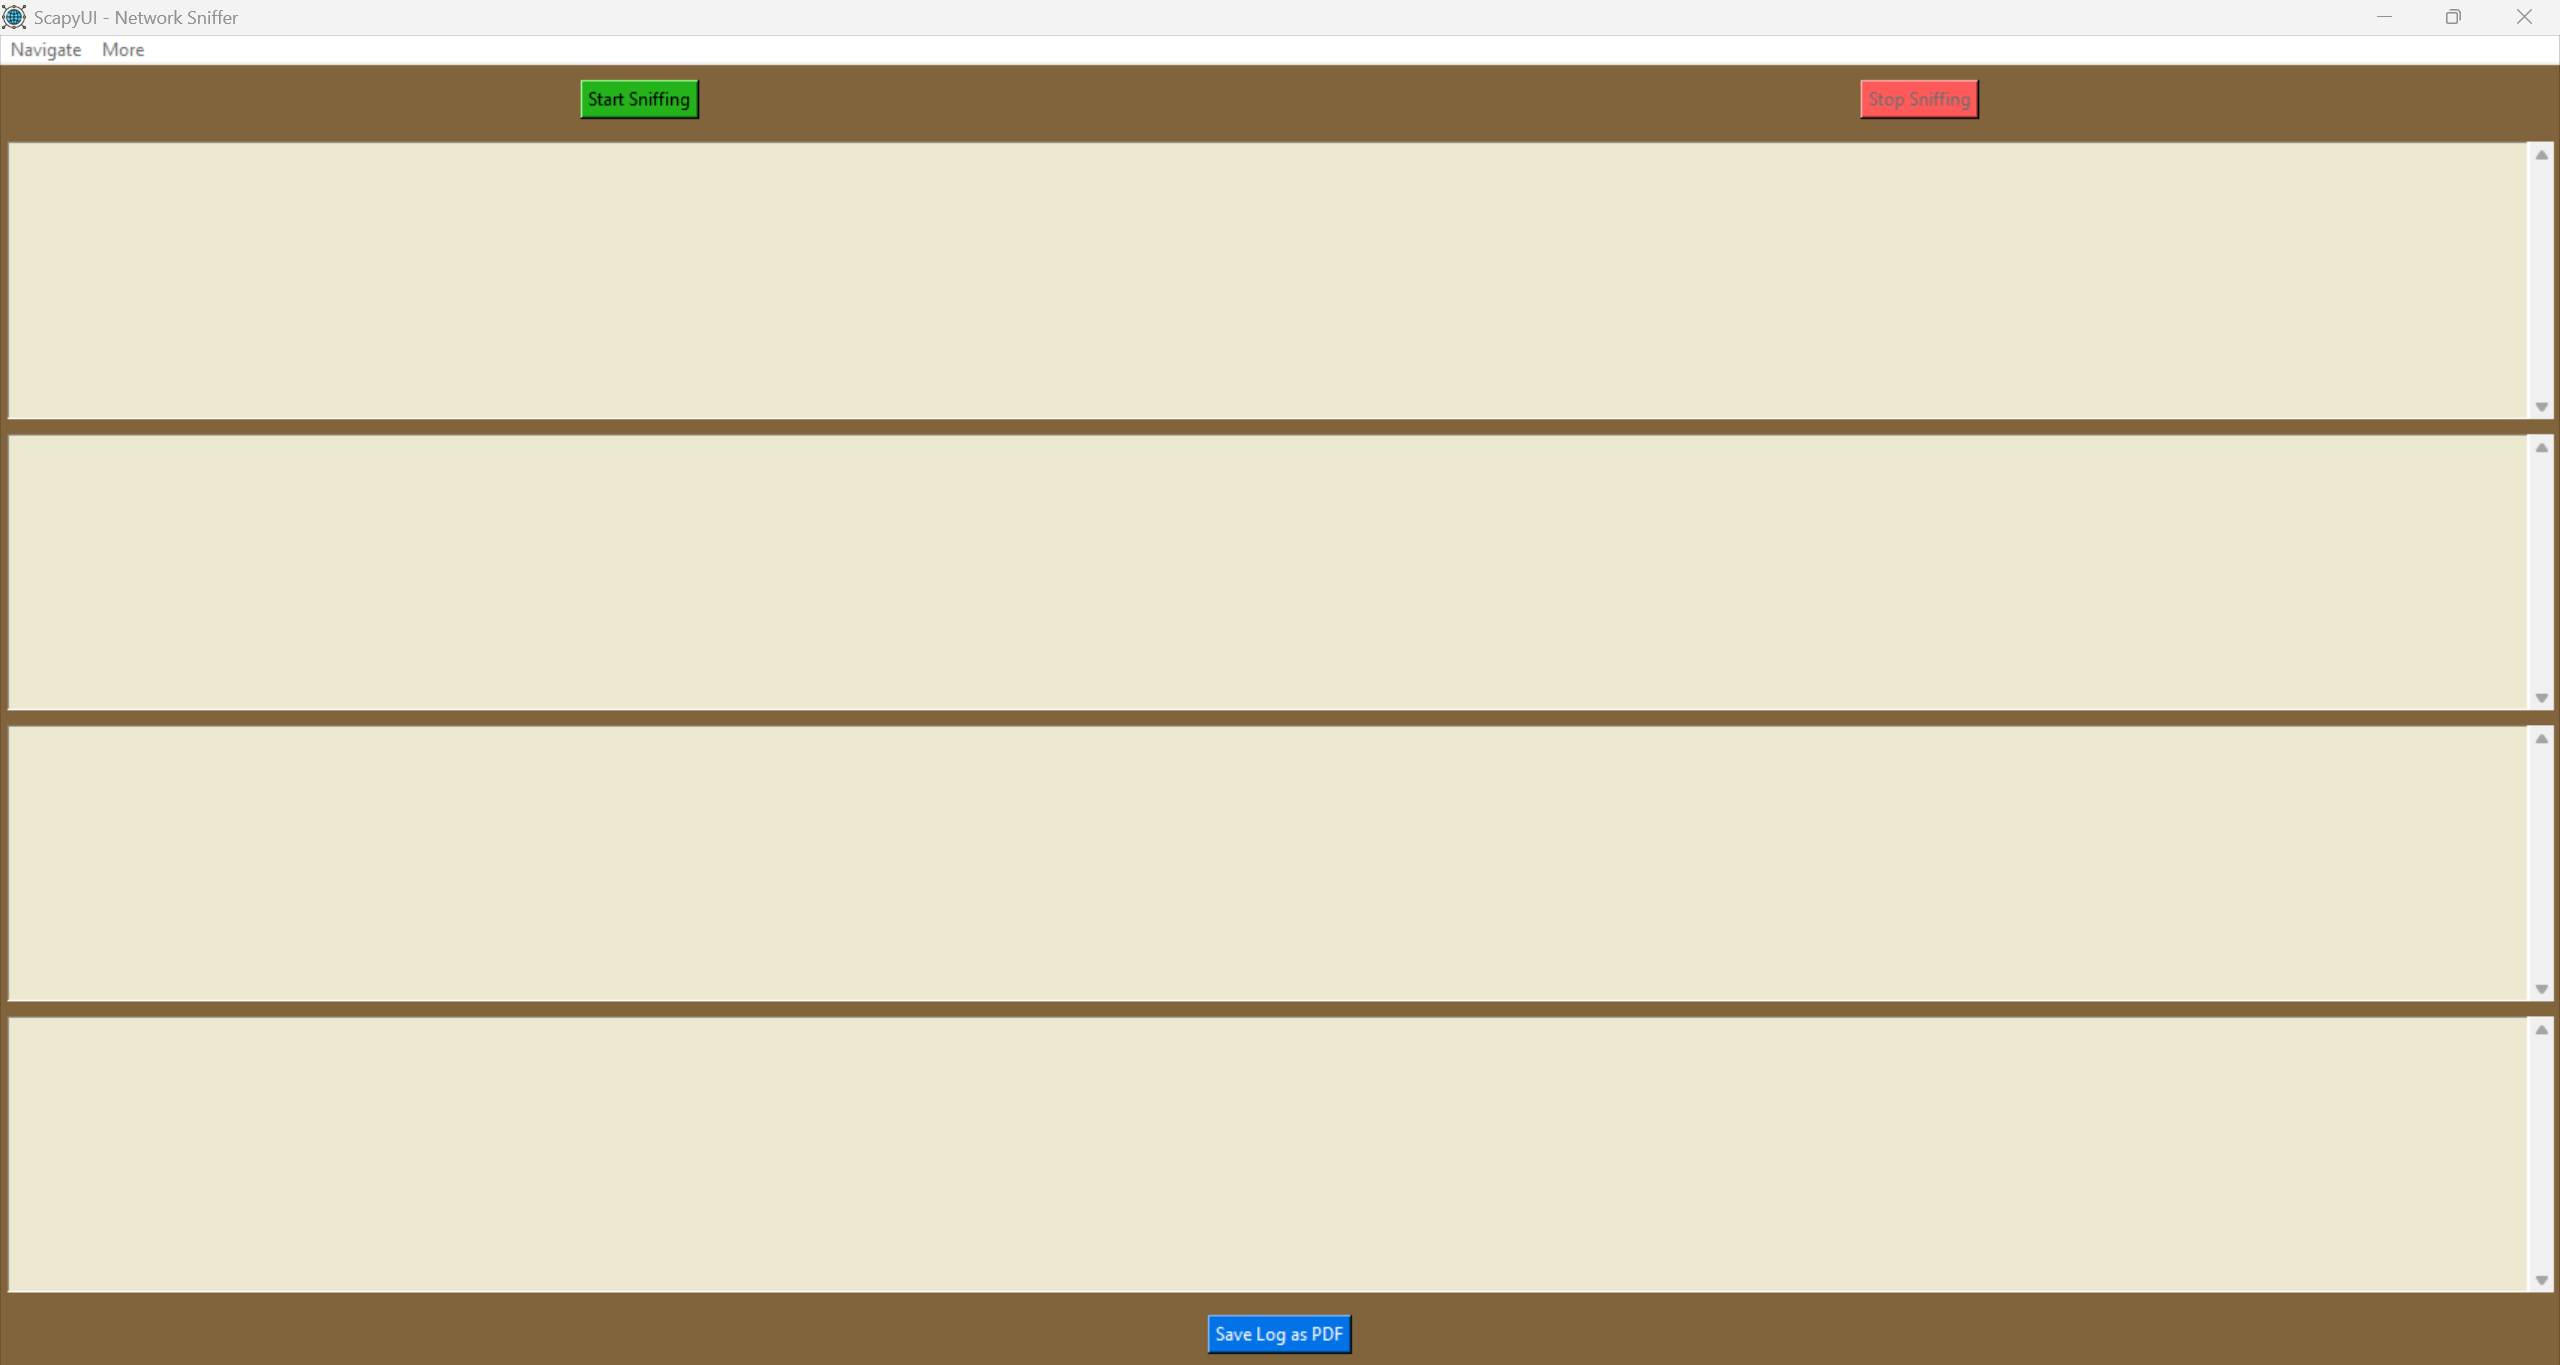 ScapyUI - Network Sniffer
Navigate More
Start Sniffing Stop Sniffing
Save Log as PDF